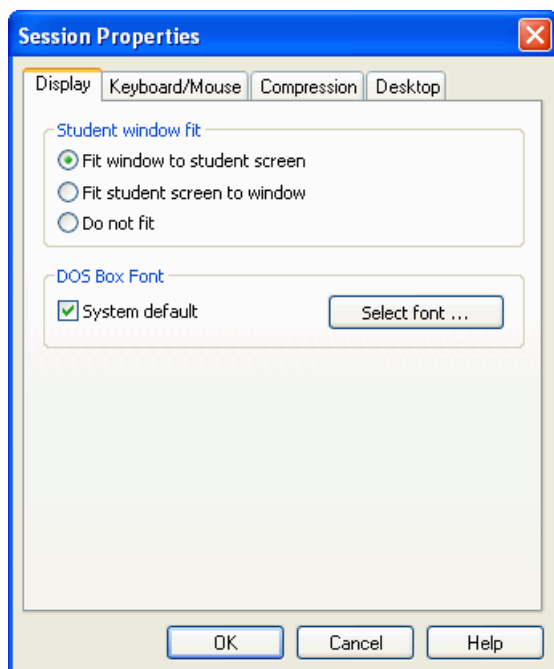 Session Properties
Display Keyboard/Mouse Compression Desktop
Student window fit
Fit window to student screen
Fit student screen to window
Do not fit
DOS Box Font
System default Select font ...
OK Cancel Help